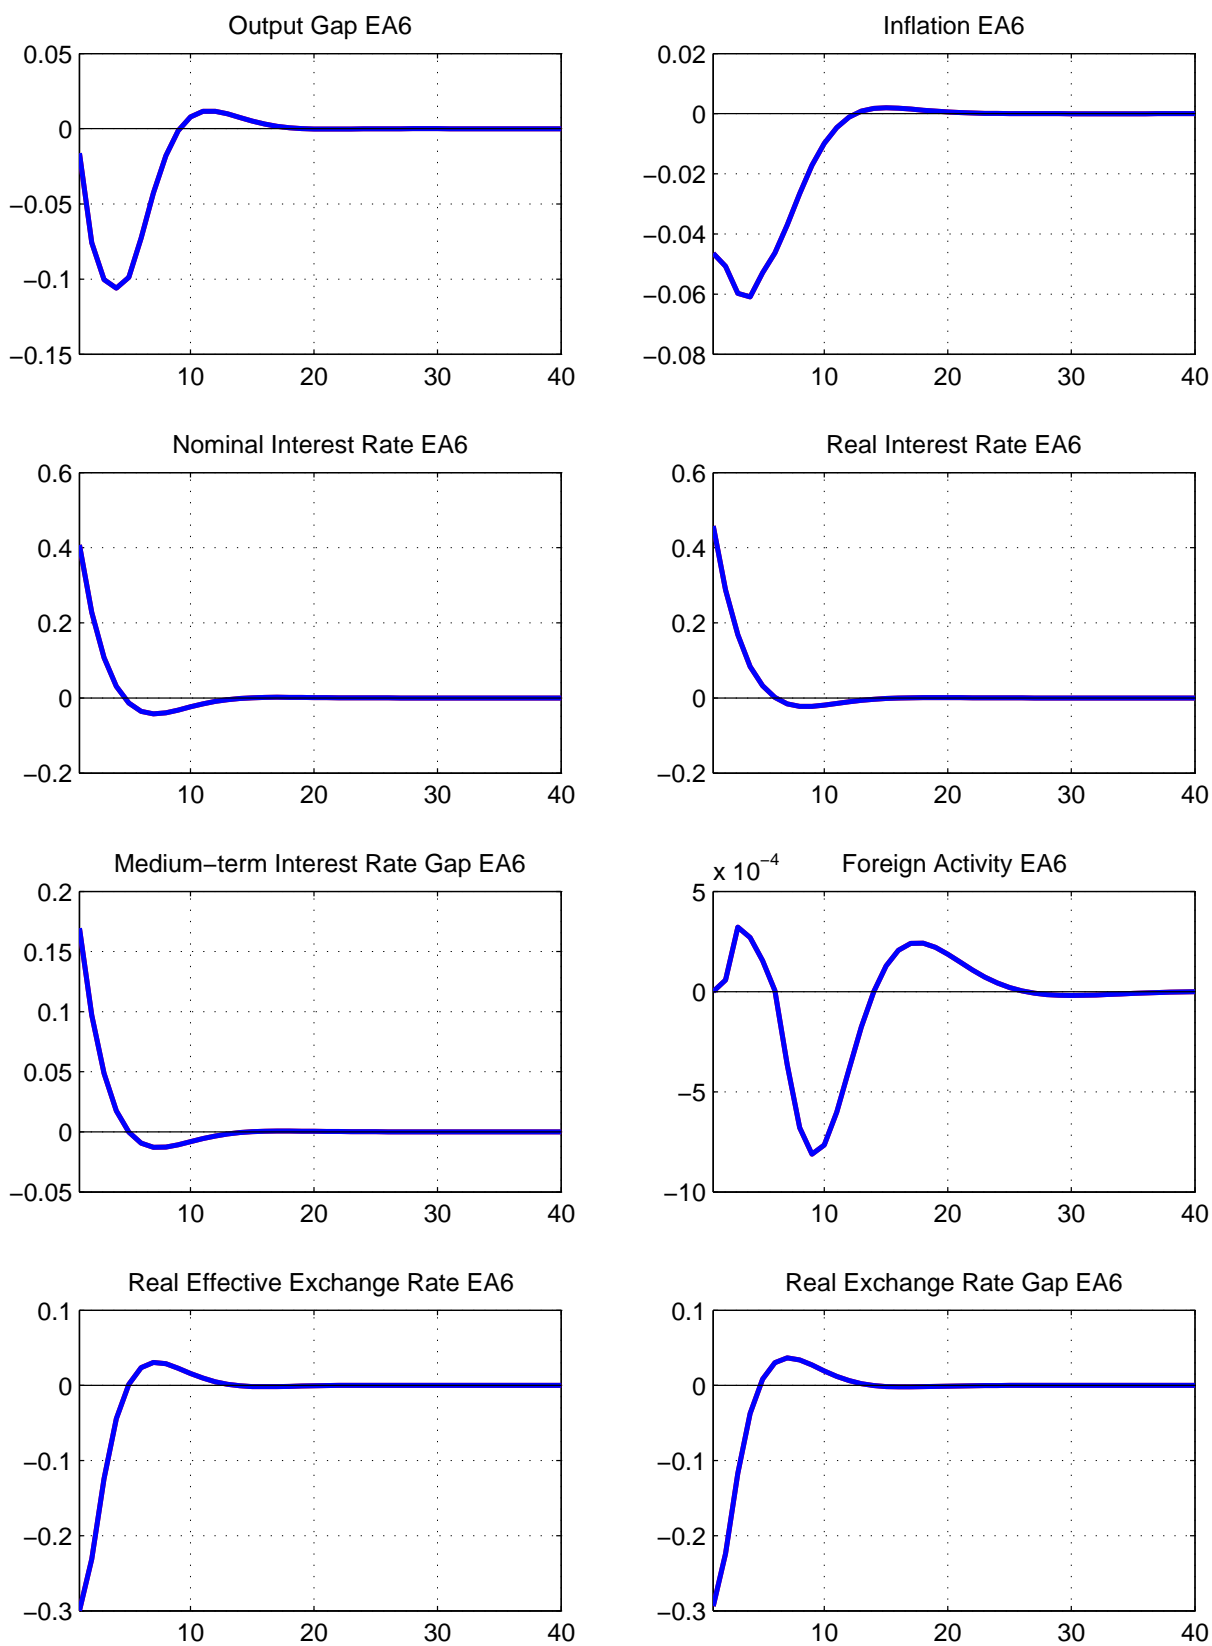 Output Gap EA6
0.05
0
−0.05
−0.1
−0.15
10 20 30 40
Inflation EA6
0.02
0
−0.02
−0.04
−0.06
−0.08
10 20 30 40
Nominal Interest Rate EA6
0.6
0.4
0.2
0
−0.2
10 20 30 40
Real Interest Rate EA6
0.6
0.4
0.2
0
−0.2
10 20 30 40
Medium−term Interest Rate Gap EA6
0.2
0.15
0.1
0.05
0
−0.05
10 20 30 40
x 10−4
Foreign Activity EA6
5
0
−5
−10
10 20 30 40
Real Effective Exchange Rate EA6
0.1
0
−0.1
−0.2
−0.3
10 20 30 40
Real Exchange Rate Gap EA6
0.1
0
−0.1
−0.2
−0.3
10 20 30 40